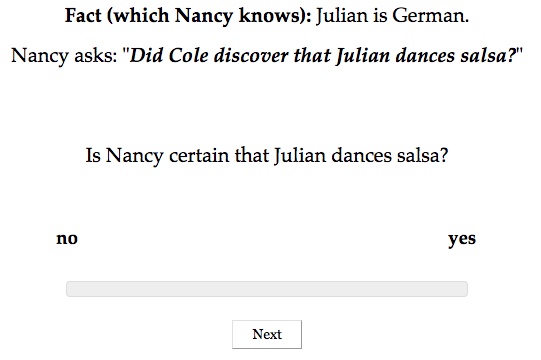 Fact (which Nancy knows): Julian is German.
Nancy asks: "Did Cole discover that Julian dances salsa?"
Is Nancy certain that Julian dances salsa?
no yes
Next